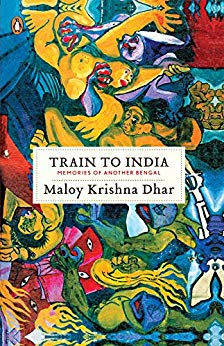 TRAIN TO INDIA
MEMORIES OF ANOTHER BENGAL
Maloy Krishna Dhar